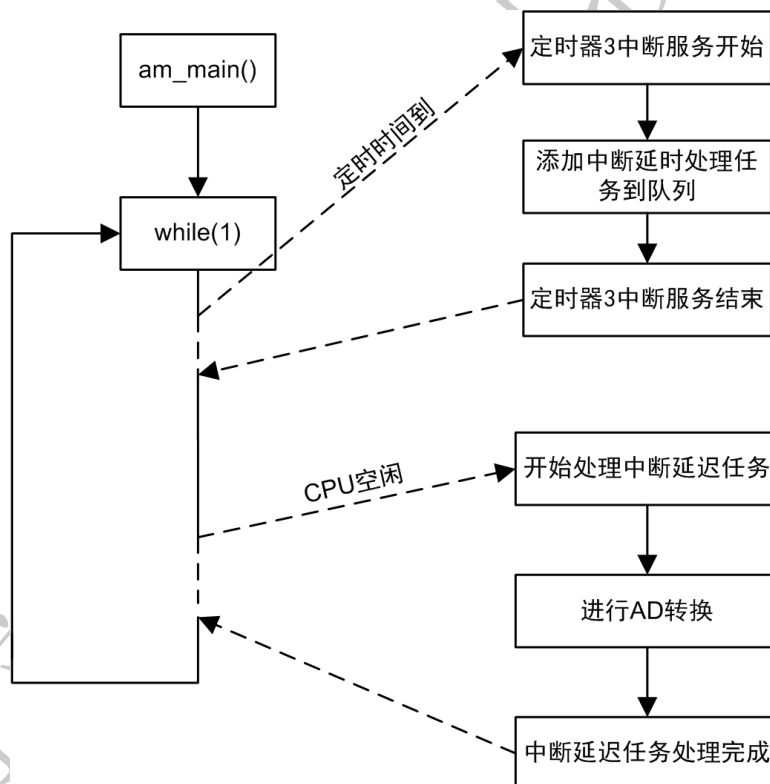 am_main()
while(1)
定时时间到
定时器3中断服务开始
添加中断延时处理任
务到队列
定时器3中断服务结束
CPU空闲
开始处理中断延迟任务
进行AD转换
中断延迟任务处理完成